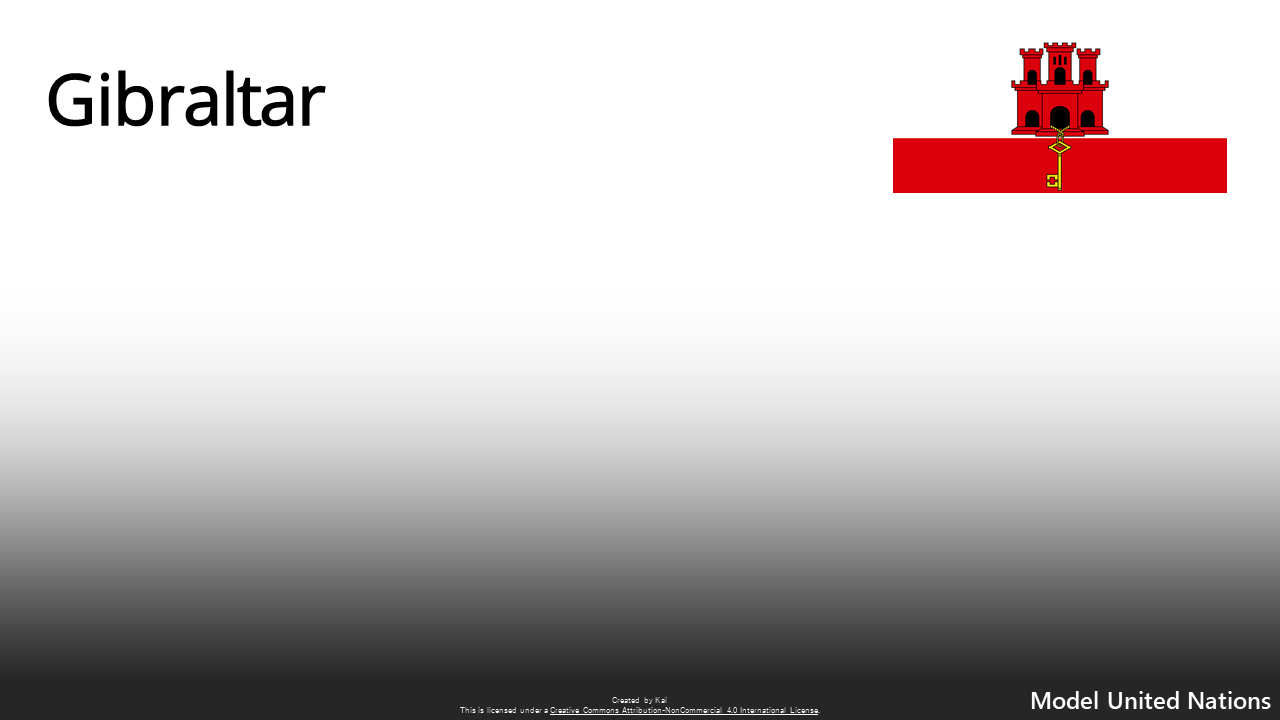 Gibraltar
Created by Kai
This is licensed under a Creative Commons Attribution-NonCommercial 4.0 International License.
Model United Nations